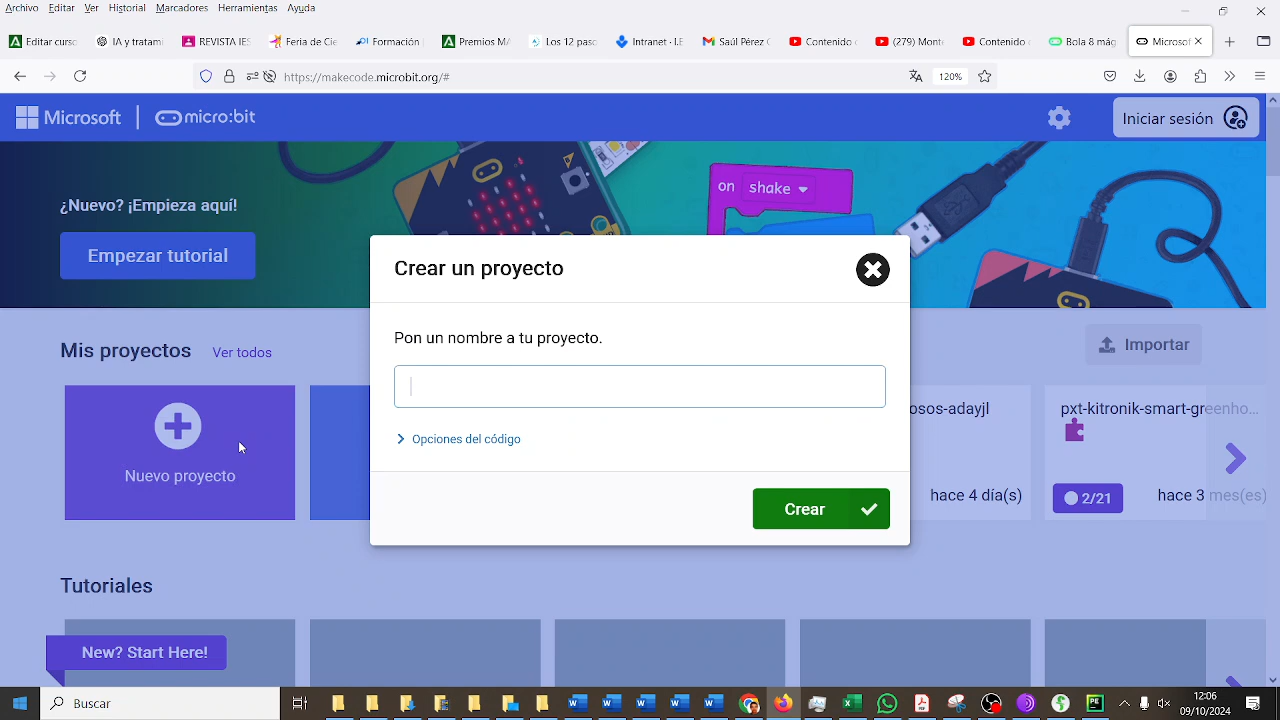 Archivo Editar Ver Historial Marcadores Herramientas Ayuda
Editar curso
IA y tratami
REVISTA IES
Feria de Cie
Formación
Premios MA
Los 12 paso
Intranet - I.E
Saúl Pérez
Contenido
(279) Mont
Contenido
Bola 8 mág
Microsof
https://makecode.microbit.org/#
120%
Microsoft | micro:bit
Iniciar sesión
¿Nuevo? ¡Empieza aquí!
on shake
Empezar tutorial
Crear un proyecto
Pon un nombre a tu proyecto.
Mis proyectos Ver todos
Importar
osos-adayjl
pxt-kitronik-smart-greenho...
Opciones del código
Nuevo proyecto
hace 4 día(s)
2/21
hace 3 mes(es)
Crear
Tutoriales
New? Start Here!
Buscar
12:06
09/10/2024